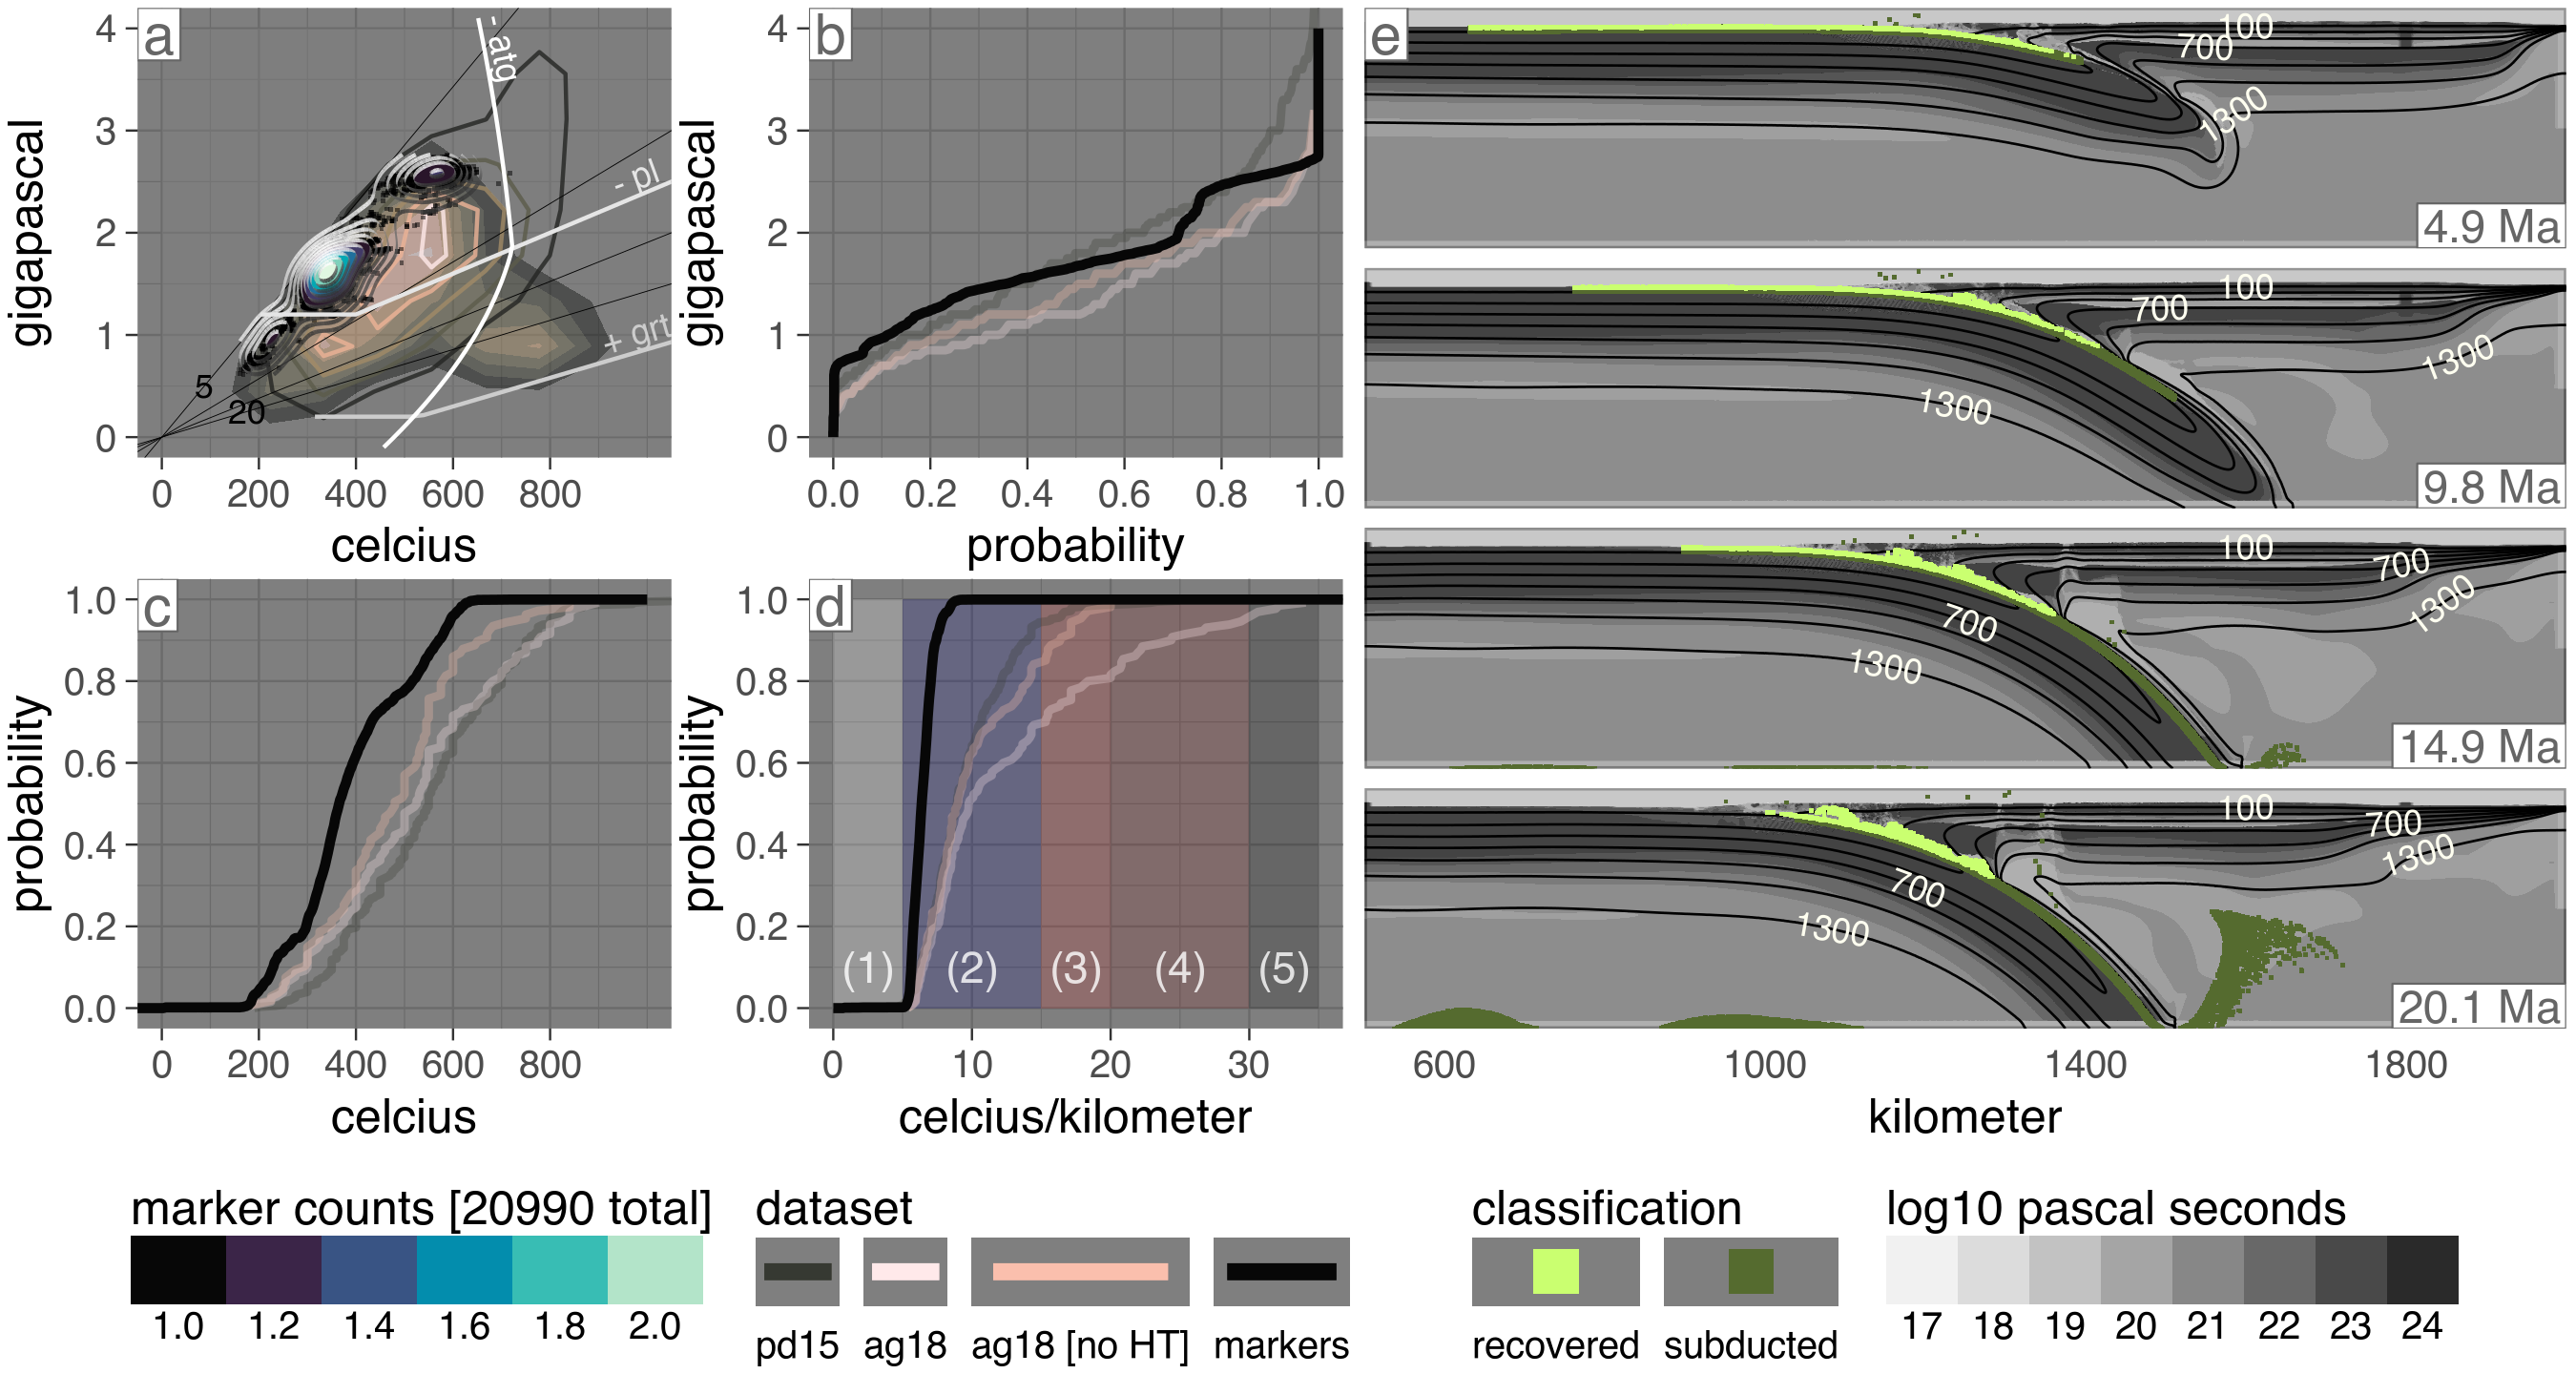 a
4
3
2
1
0
gigapascal
- atg
- pl
+ grt
5
20
0
200
400
600
800
celcius
b
4
3
2
1
0
gigapascal
0.0
0.2
0.4
0.6
0.8
1.0
probability
c
1.0
0.8
0.6
0.4
0.2
0.0
probability
0
200
400
600
800
celcius
d
1.0
0.8
0.6
0.4
0.2
0.0
probability
(1)
(2)
(3)
(4)
(5)
0
10
20
30
celcius/kilometer
e
100
700
1300
4.9 Ma
100
700
1300
1300
9.8 Ma
100
700
1300
700
1300
14.9 Ma
100
700
1300
700
1300
20.1 Ma
600
1000
1400
1800
kilometer
marker counts [20990 total]
1.0
1.2
1.4
1.6
1.8
2.0
dataset
pd15
ag18
ag18 [no HT]
markers
classification
recovered
subducted
log10 pascal seconds
17
18
19
20
21
22
23
24